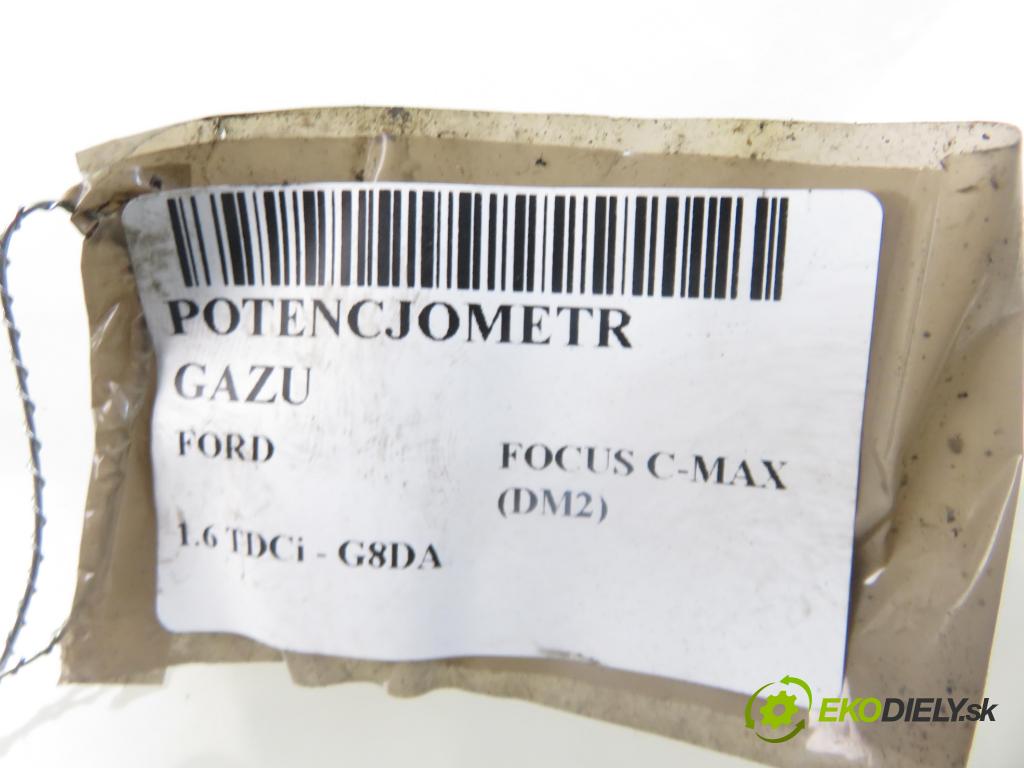 POTENCJOMETR
GAZU
FORD
FOCUS C-MAX
(DM2)
1.6 TDCi - G8DA
EKODIELY.sk